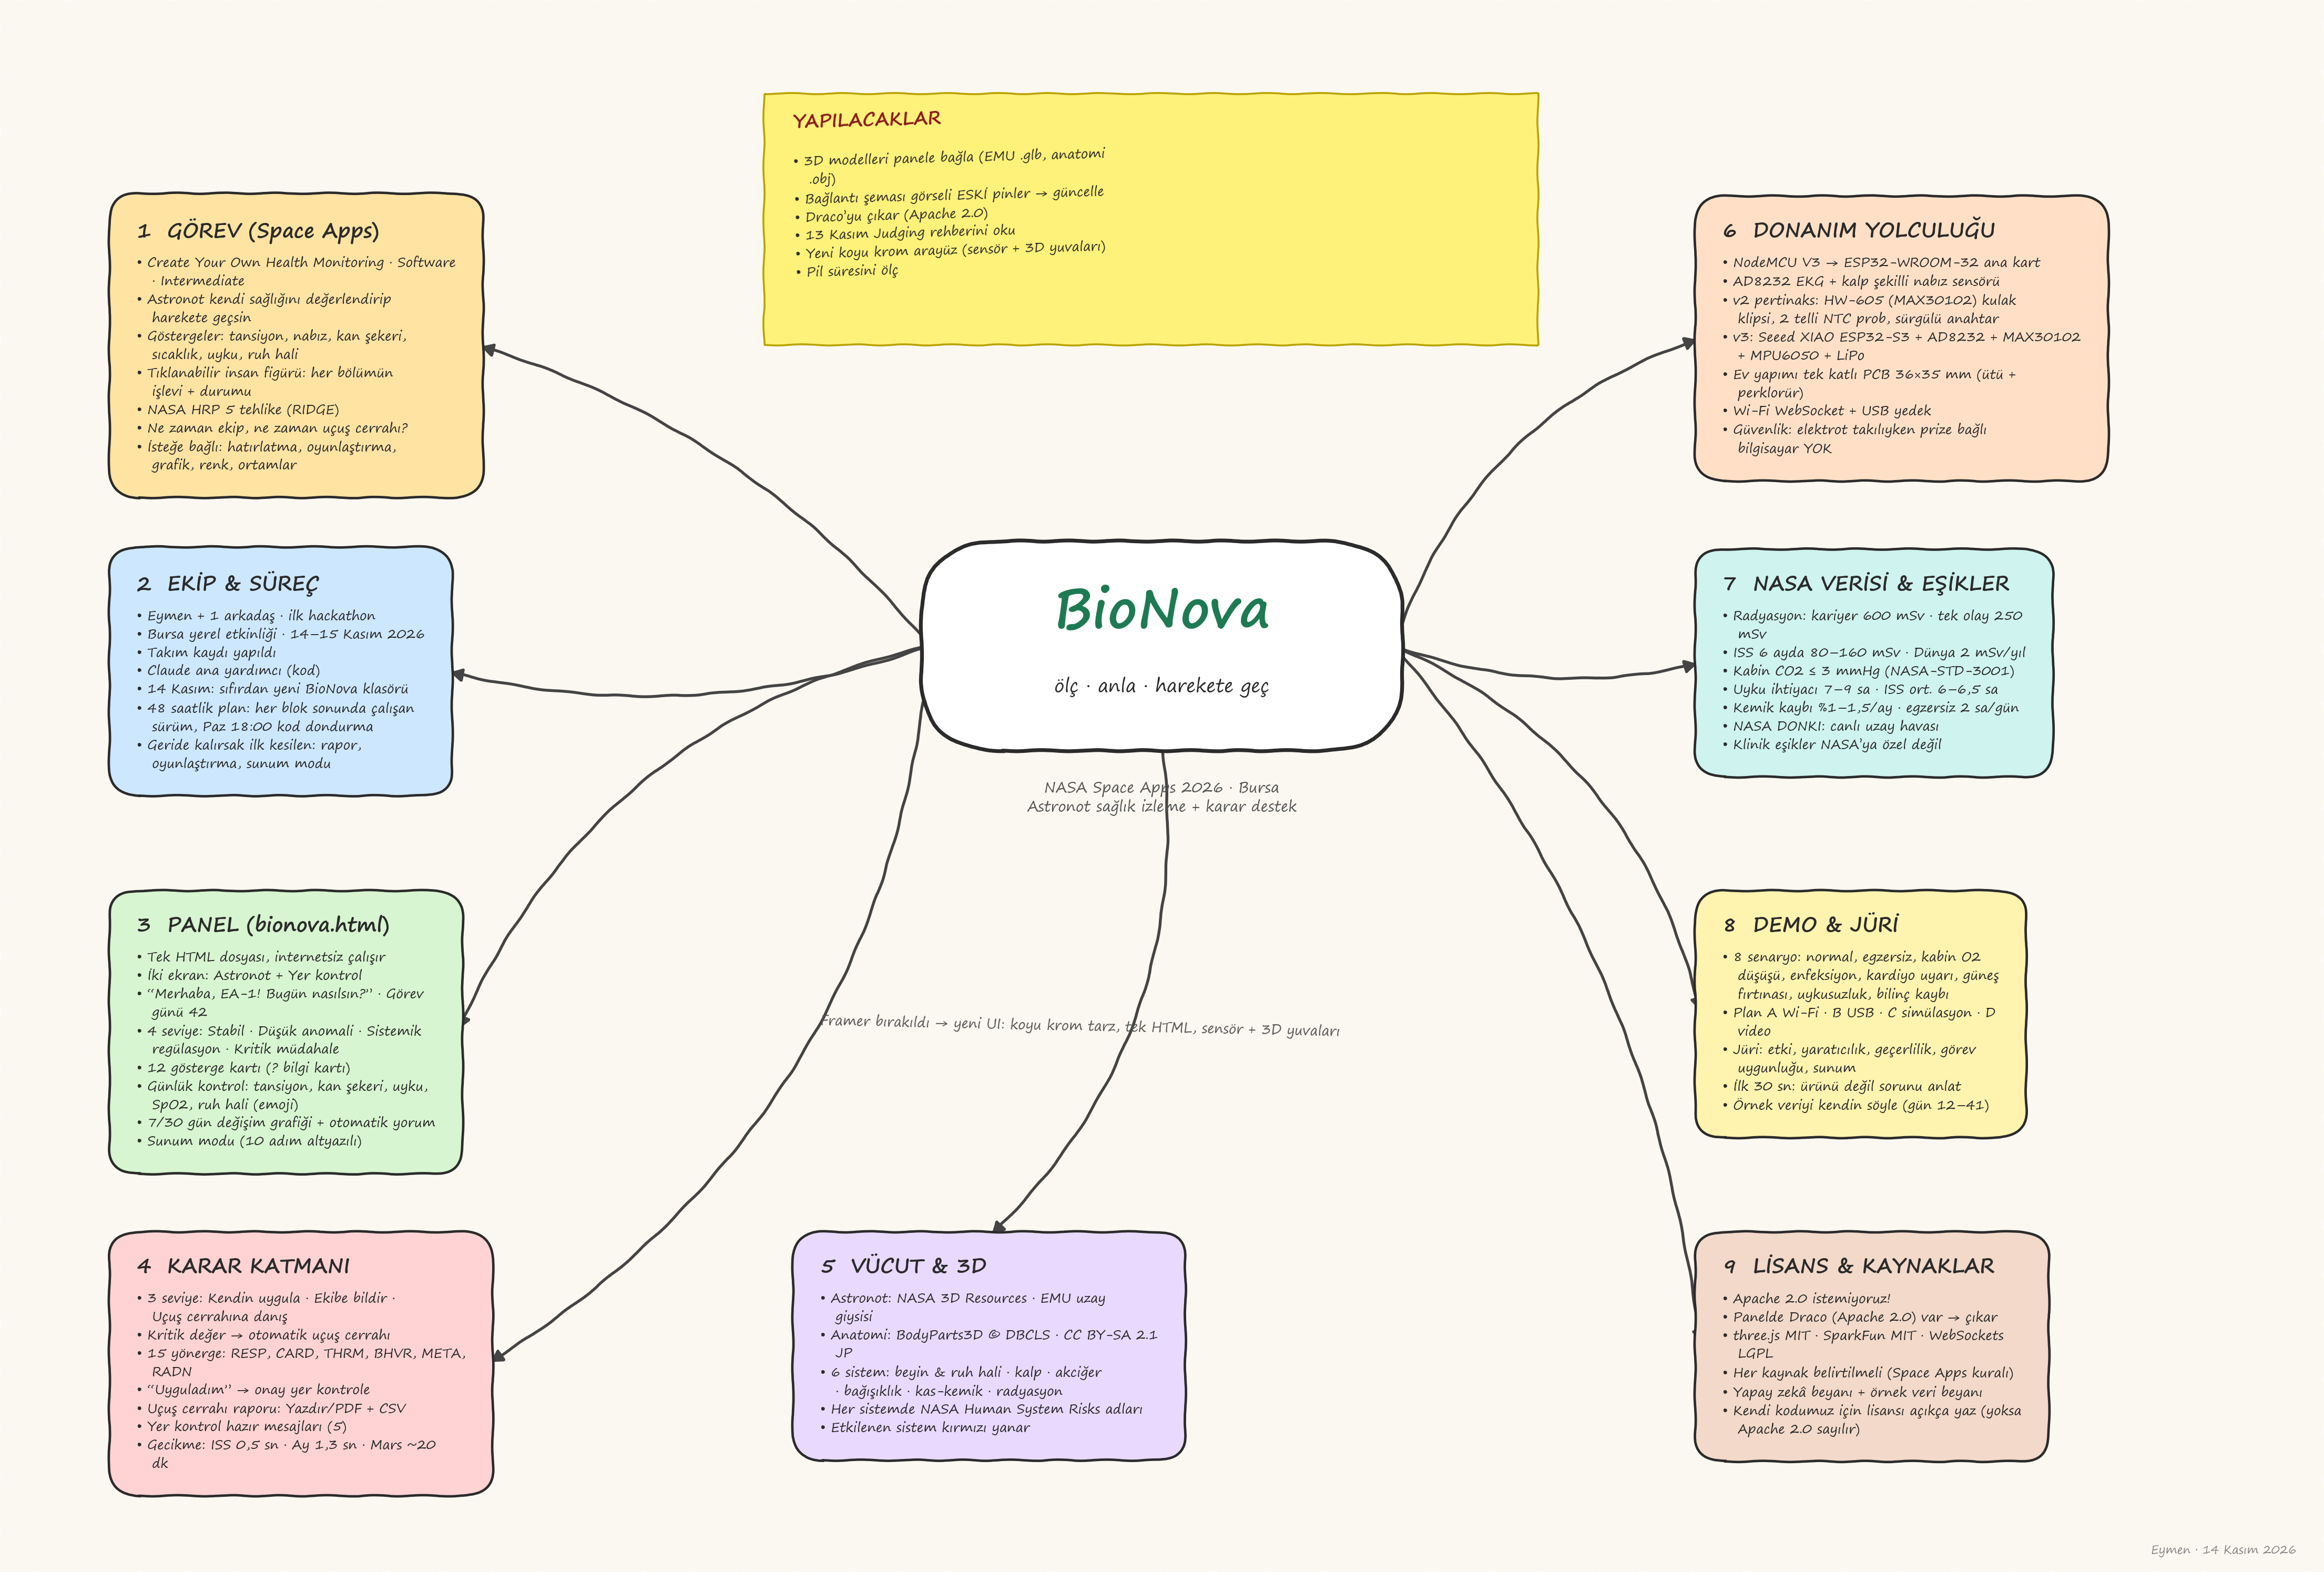 YAPILACAKLAR
• 3D modelleri panele bağla (EMU .glb, anatomi
.obj)
• Bağlantı şeması görseli ESKİ pinler → güncelle
• Draco’yu çıkar (Apache 2.0)
• 13 Kasım Judging rehberini oku
• Yeni koyu krom arayüz (sensör + 3D yuvaları)
• Pil süresini ölç
1 GÖREV (Space Apps)
• Create Your Own Health Monitoring · Software
· Intermediate
• Astronot kendi sağlığını değerlendirip
harekete geçsin
• Göstergeler: tansiyon, nabız, kan şekeri,
sıcaklık, uyku, ruh hali
• Tıklanabilir insan figürü: her bölümün
işlevi + durumu
• NASA HRP 5 tehlike (RIDGE)
• Ne zaman ekip, ne zaman uçuş cerrahı?
• İsteğe bağlı: hatırlatma, oyunlaştırma,
grafik, renk, ortamlar
2 EKİP & SÜREÇ
• Eymen + 1 arkadaş · ilk hackathon
• Bursa yerel etkinliği · 14–15 Kasım 2026
• Takım kaydı yapıldı
• Claude ana yardımcı (kod)
• 14 Kasım: sıfırdan yeni BioNova klasörü
• 48 saatlik plan: her blok sonunda çalışan
sürüm, Paz 18:00 kod dondurma
• Geride kalırsak ilk kesilen: rapor,
oyunlaştırma, sunum modu
3 PANEL (bionova.html)
• Tek HTML dosyası, internetsiz çalışır
• İki ekran: Astronot + Yer kontrol
• “Merhaba, EA-1! Bugün nasılsın?” · Görev
günü 42
• 4 seviye: Stabil · Düşük anomali · Sistemik
regülasyon · Kritik müdahale
• 12 gösterge kartı (? bilgi kartı)
• Günlük kontrol: tansiyon, kan şekeri, uyku,
SpO2, ruh hali (emoji)
• 7/30 gün değişim grafiği + otomatik yorum
• Sunum modu (10 adım altyazılı)
4 KARAR KATMANI
• 3 seviye: Kendin uygula · Ekibe bildir ·
Uçuş cerrahına danış
• Kritik değer → otomatik uçuş cerrahı
• 15 yönerge: RESP, CARD, THRM, BHVR, META,
RADN
• “Uyguladım” → onay yer kontrole
• Uçuş cerrahı raporu: Yazdır/PDF + CSV
• Yer kontrol hazır mesajları (5)
• Gecikme: ISS 0,5 sn · Ay 1,3 sn · Mars ~20
dk
BioNova
ölç · anla · harekete geç
NASA Space Apps 2026 · Bursa
Astronot sağlık izleme + karar destek
Framer bırakıldı → yeni UI: koyu krom tarz, tek HTML, sensör + 3D yuvaları
5 VÜCUT & 3D
• Astronot: NASA 3D Resources · EMU uzay
giysisi
• Anatomi: BodyParts3D © DBCLS · CC BY-SA 2.1
JP
• 6 sistem: beyin & ruh hali · kalp · akciğer
· bağışıklık · kas-kemik · radyasyon
• Her sistemde NASA Human System Risks adları
• Etkilenen sistem kırmızı yanar
6 DONANIM YOLCULUĞU
• NodeMCU V3 → ESP32-WROOM-32 ana kart
• AD8232 EKG + kalp şekilli nabız sensörü
• v2 pertinaks: HW-605 (MAX30102) kulak
klipsi, 2 telli NTC prob, sürgülü anahtar
• v3: Seeed XIAO ESP32-S3 + AD8232 + MAX30102
+ MPU6050 + LiPo
• Ev yapımı tek katlı PCB 36×35 mm (ütü +
perklorür)
• Wi-Fi WebSocket + USB yedek
• Güvenlik: elektrot takılıyken prize bağlı
bilgisayar YOK
7 NASA VERİSİ & EŞİKLER
• Radyasyon: kariyer 600 mSv · tek olay 250
mSv
• ISS 6 ayda 80–160 mSv · Dünya 2 mSv/yıl
• Kabin CO2 ≤ 3 mmHg (NASA-STD-3001)
• Uyku ihtiyacı 7–9 sa · ISS ort. 6–6,5 sa
• Kemik kaybı %1–1,5/ay · egzersiz 2 sa/gün
• NASA DONKI: canlı uzay havası
• Klinik eşikler NASA’ya özel değil
8 DEMO & JÜRİ
• 8 senaryo: normal, egzersiz, kabin O2
düşüşü, enfeksiyon, kardiyo uyarı, güneş
fırtınası, uykusuzluk, bilinç kaybı
• Plan A Wi-Fi · B USB · C simülasyon · D
video
• Jüri: etki, yaratıcılık, geçerlilik, görev
uygunluğu, sunum
• İlk 30 sn: ürünü değil sorunu anlat
• Örnek veriyi kendin söyle (gün 12–41)
9 LİSANS & KAYNAKLAR
• Apache 2.0 istemiyoruz!
• Panelde Draco (Apache 2.0) var → çıkar
• three.js MIT · SparkFun MIT · WebSockets
LGPL
• Her kaynak belirtilmeli (Space Apps kuralı)
• Yapay zekâ beyanı + örnek veri beyanı
• Kendi kodumuz için lisansı açıkça yaz (yoksa
Apache 2.0 sayılır)
Eymen · 14 Kasım 2026